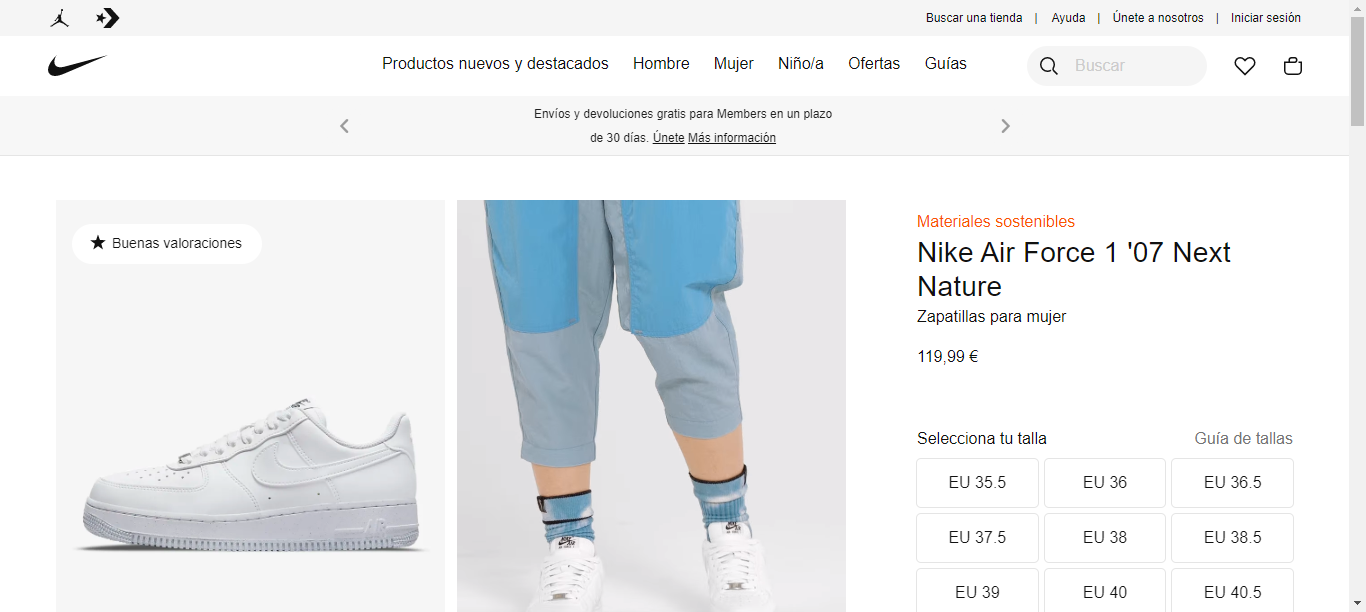 Buscar una tienda | Ayuda | Únete a nosotros | Iniciar sesión
Productos nuevos y destacados Hombre Mujer Niño/a Ofertas Guías Buscar
Envíos y devoluciones gratis para Members en un plazo
de 30 días. Únete Más información
★ Buenas valoraciones
Materiales sostenibles
Nike Air Force 1 '07 Next
Nature
Zapatillas para mujer
119,99 €
Selecciona tu talla Guía de tallas
EU 35.5 EU 36 EU 36.5
EU 37.5 EU 38 EU 38.5
EU 39 EU 40 EU 40.5